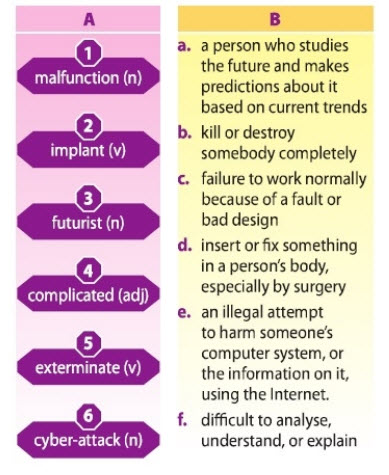 A
1
malfunction (n)
2
implant (v)
3
futurist (n)
4
complicated (adj)
5
exterminate (v)
6
cyber-attack (n)
B
a. a person who studies
the future and makes
predictions about it
based on current trends
b. kill or destroy
somebody completely
c. failure to work normally
because of a fault or
bad design
d. insert or fix something
in a person's body,
especially by surgery
e. an illegal attempt
to harm someone's
computer system, or
the information on it,
using the Internet.
f. difficult to analyse,
understand, or explain